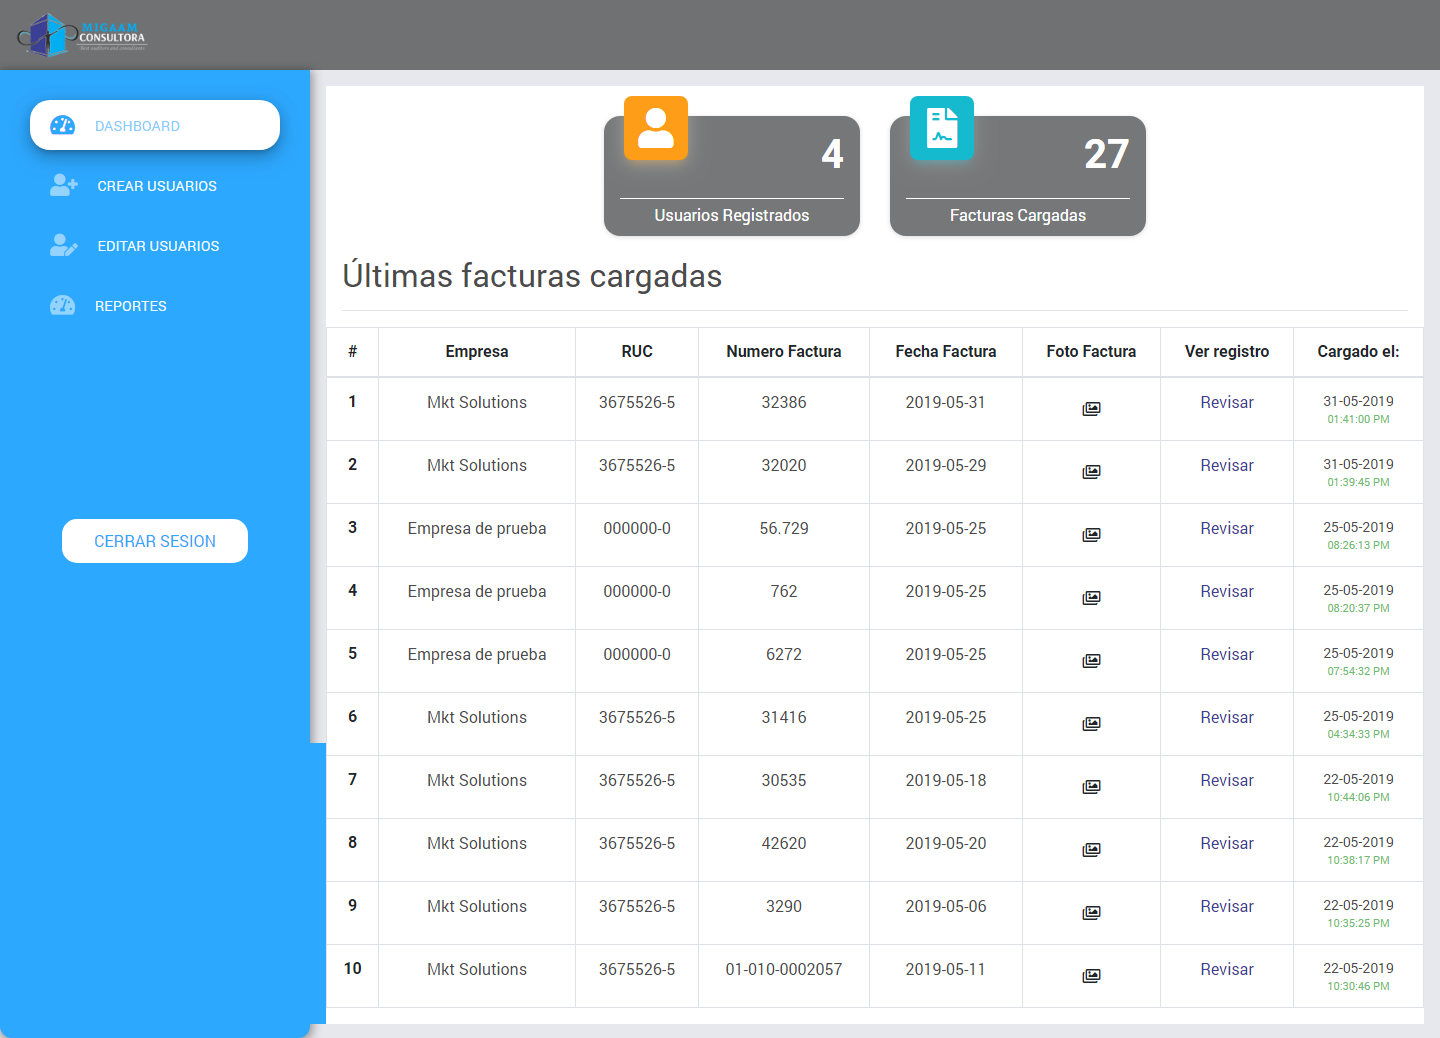 MIGAAM
CONSULTORA
Best auditors and consultants
DASHBOARD
CREAR USUARIOS
EDITAR USUARIOS
REPORTES
CERRAR SESION
4
Usuarios Registrados
27
Facturas Cargadas
Últimas facturas cargadas
# Empresa RUC Numero Factura Fecha Factura Foto Factura Ver registro Cargado el:
1 Mkt Solutions 3675526-5 32386 2019-05-31 Revisar 31-05-2019
01:41:00 PM
2 Mkt Solutions 3675526-5 32020 2019-05-29 Revisar 31-05-2019
01:39:45 PM
3 Empresa de prueba 000000-0 56.729 2019-05-25 Revisar 25-05-2019
08:26:13 PM
4 Empresa de prueba 000000-0 762 2019-05-25 Revisar 25-05-2019
08:20:37 PM
5 Empresa de prueba 000000-0 6272 2019-05-25 Revisar 25-05-2019
07:54:32 PM
6 Mkt Solutions 3675526-5 31416 2019-05-25 Revisar 25-05-2019
04:34:33 PM
7 Mkt Solutions 3675526-5 30535 2019-05-18 Revisar 22-05-2019
10:44:06 PM
8 Mkt Solutions 3675526-5 42620 2019-05-20 Revisar 22-05-2019
10:38:17 PM
9 Mkt Solutions 3675526-5 3290 2019-05-06 Revisar 22-05-2019
10:35:25 PM
10 Mkt Solutions 3675526-5 01-010-0002057 2019-05-11 Revisar 22-05-2019
10:30:46 PM